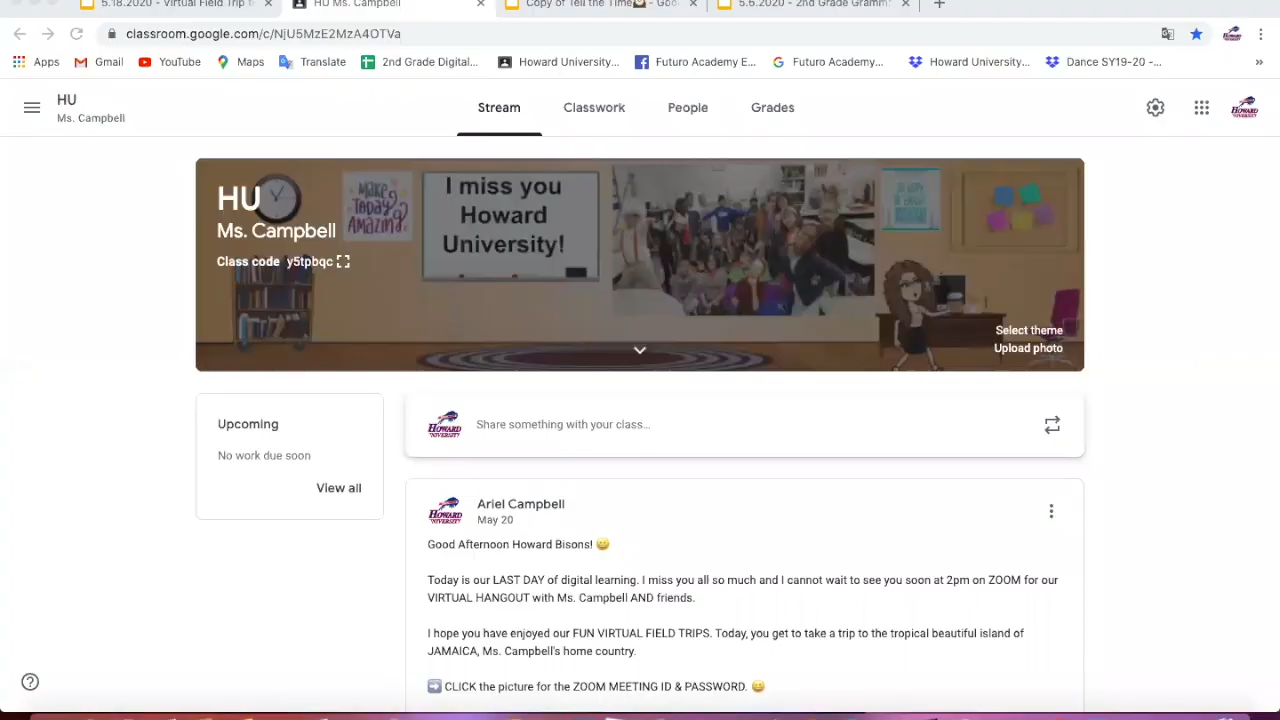 5.18.2020 - Virtual Field Trip t
HU Ms. Campbell
Copy of Tell the Time - Goo
5.6.2020 - 2nd Grade Gramm
classroom.google.com/c/NjU5MzE2MzA4OTVa
Apps
Gmail
YouTube
Maps
Translate
2nd Grade Digital...
Howard University...
Futuro Academy E...
Futuro Academy...
Howard University...
Dance SY19-20 -...
»
HU
Ms. Campbell
Stream
Classwork
People
Grades
HU
Ms. Campbell
Class code y5tpbqc
MAKE Today AMAZING
I miss you
Howard
University!
Select theme
Upload photo
Upcoming
No work due soon
View all
HOWARD
UNIVERSITY
Share something with your class...
HOWARD
UNIVERSITY
Ariel Campbell
May 20
Good Afternoon Howard Bisons! 😀
Today is our LAST DAY of digital learning. I miss you all so much and I cannot wait to see you soon at 2pm on ZOOM for our
VIRTUAL HANGOUT with Ms. Campbell AND friends.
I hope you have enjoyed our FUN VIRTUAL FIELD TRIPS. Today, you get to take a trip to the tropical beautiful island of
JAMAICA, Ms. Campbell's home country.
➡️ CLICK the picture for the ZOOM MEETING ID & PASSWORD. 😀